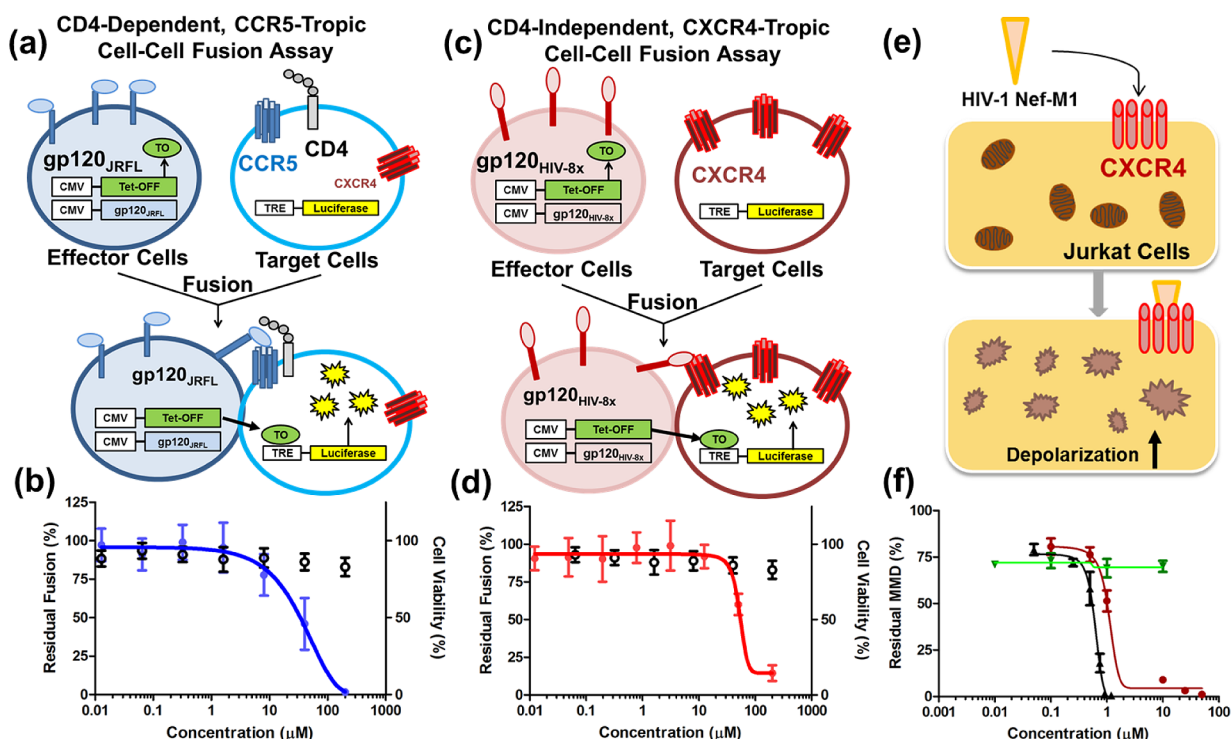 (a)
CD4-Dependent, CCR5-Tropic
Cell-Cell Fusion Assay
gp120JRFL
TO
CMV
Tet-OFF
CMV
gp120JRFL
Effector Cells
CCR5
CD4
CXCR4
TRE
Luciferase
Target Cells
Fusion
gp120JRFL
CMV
Tet-OFF
CMV
gp120JRFL
TO
TRE
Luciferase
(c)
CD4-Independent, CXCR4-Tropic
Cell-Cell Fusion Assay
gp120HIV-8x
TO
CMV
Tet-OFF
CMV
gp120HIV-8x
Effector Cells
CXCR4
TRE
Luciferase
Target Cells
Fusion
gp120HIV-8x
CMV
Tet-OFF
CMV
gp120HIV-8x
TO
TRE
Luciferase
(e)
HIV-1 Nef-M1
CXCR4
Jurkat Cells
Depolarization
(b)
Residual Fusion (%)
125
100
75
50
25
0
0.01 0.1 1 10 100 1000
Concentration (μM)
100
50
0
Cell Viability
(%)
(d)
Residual Fusion (%)
125
100
75
50
25
0
0.01 0.1 1 10 100 1000
Concentration (μM)
100
50
0
Cell Viability
(%)
(f)
Residual MMD (%)
100
75
50
25
0
0.001 0.01 0.1 1 10 100
Concentration (μM)